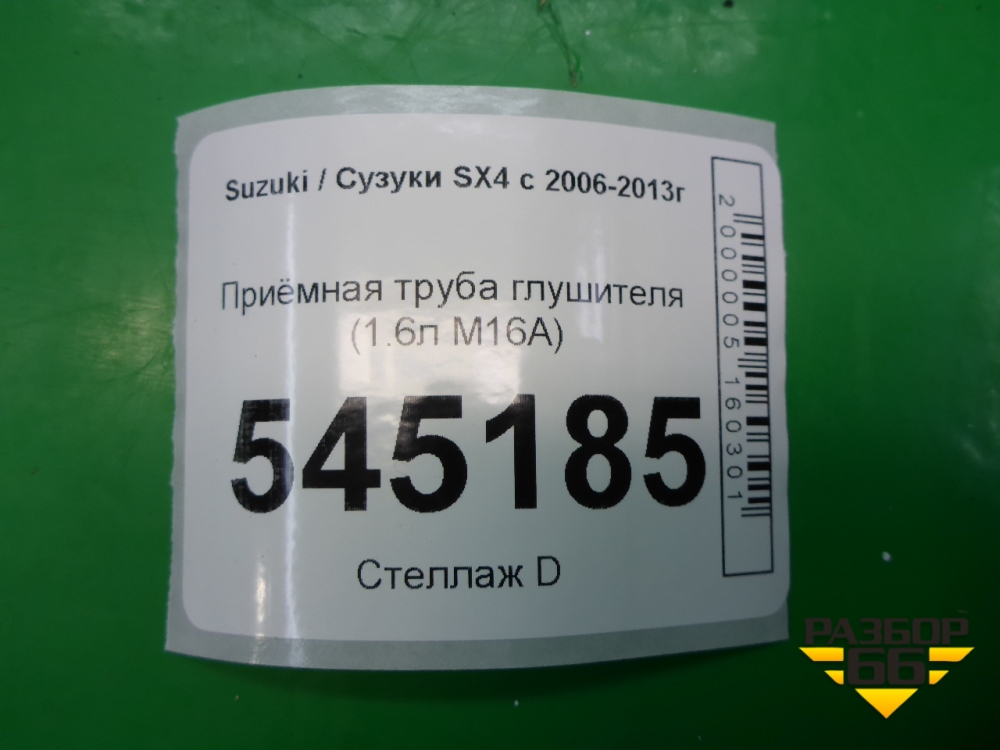 Suzuki / Сузуки SX4 с 2006-2013г
Приёмная труба глушителя
(1.6л M16A)
545185
Стеллаж D
2000005160301
РАЗБОР
66